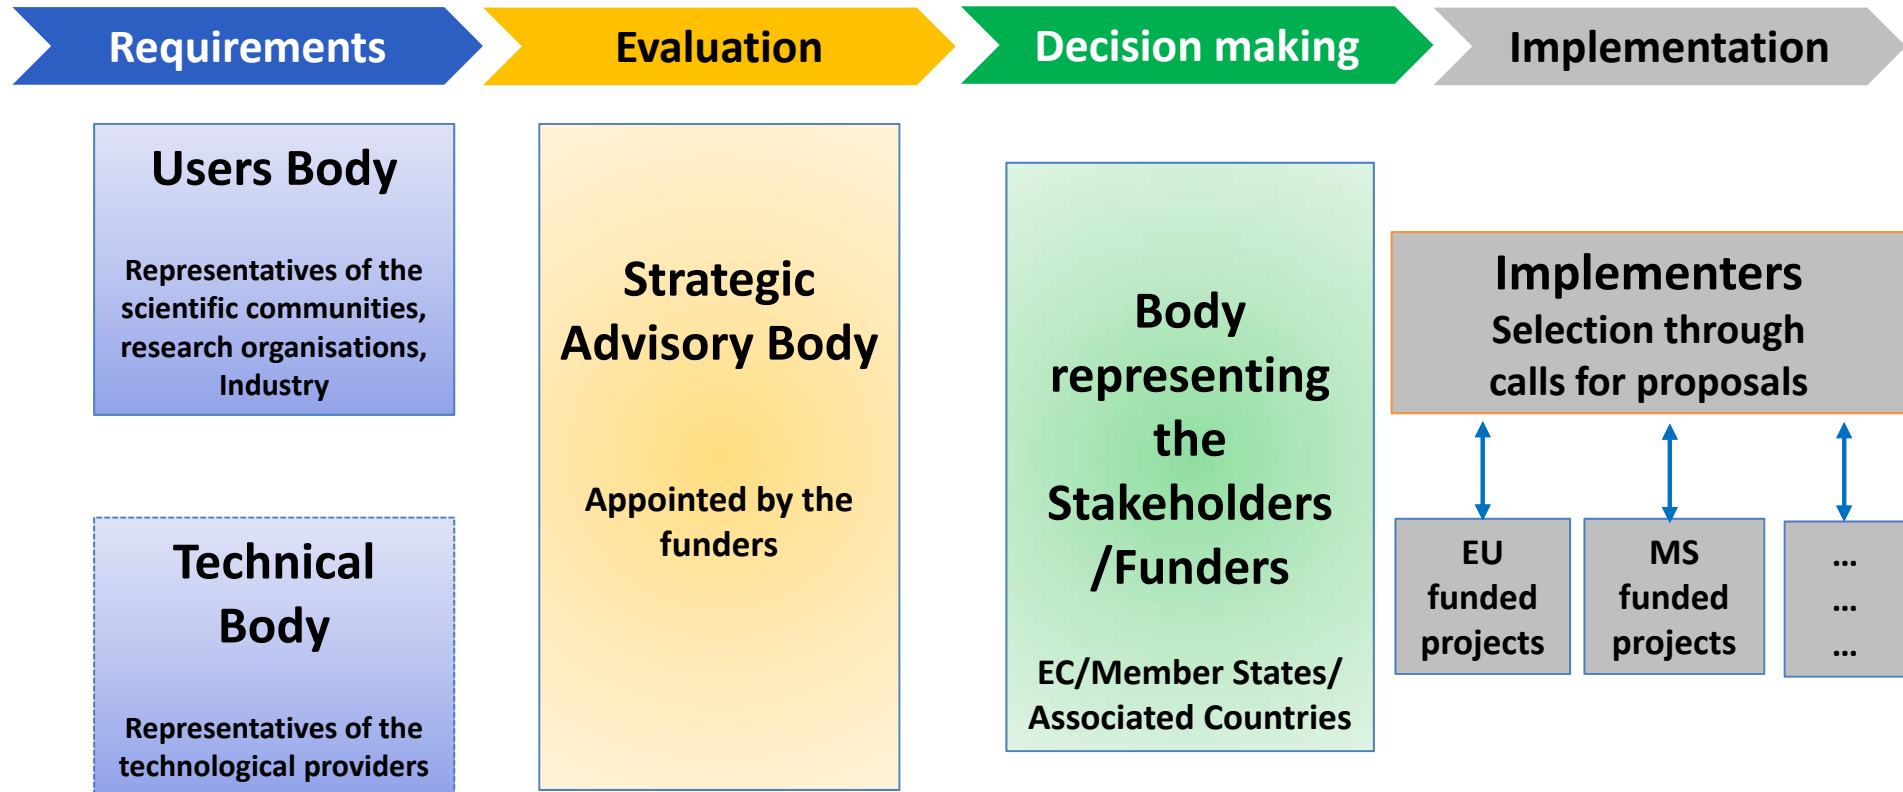 Requirements
Evaluation
Decision making
Implementation
Users Body
Representatives of the
scientific communities,
research organisations,
Industry
Technical
Body
Representatives of the
technological providers
Strategic
Advisory Body
Appointed by the
funders
Body
representing
the
Stakeholders
/Funders
EC/Member States/
Associated Countries
Implementers
Selection through
calls for proposals
EU
funded
projects
MS
funded
projects
...
...
...